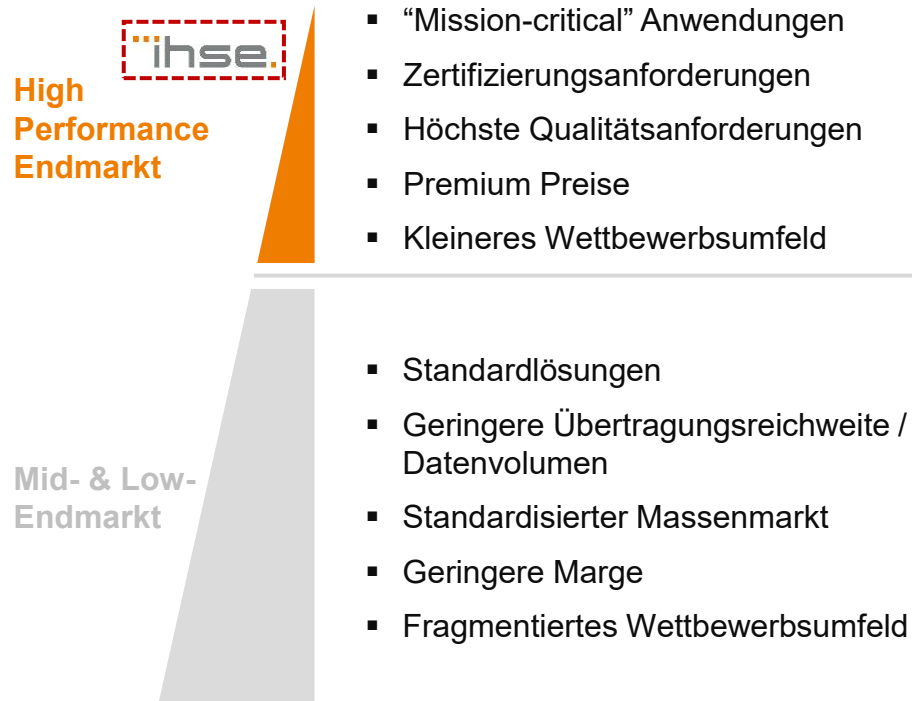 ihse.
High
Performance
Endmarkt
▪ “Mission-critical” Anwendungen
▪ Zertifizierungsanforderungen
▪ Höchste Qualitätsanforderungen
▪ Premium Preise
▪ Kleineres Wettbewerbsumfeld
Mid- & Low-
Endmarkt
▪ Standardlösungen
▪ Geringere Übertragungsreichweite /
Datenvolumen
▪ Standardisierter Massenmarkt
▪ Geringere Marge
▪ Fragmentiertes Wettbewerbsumfeld